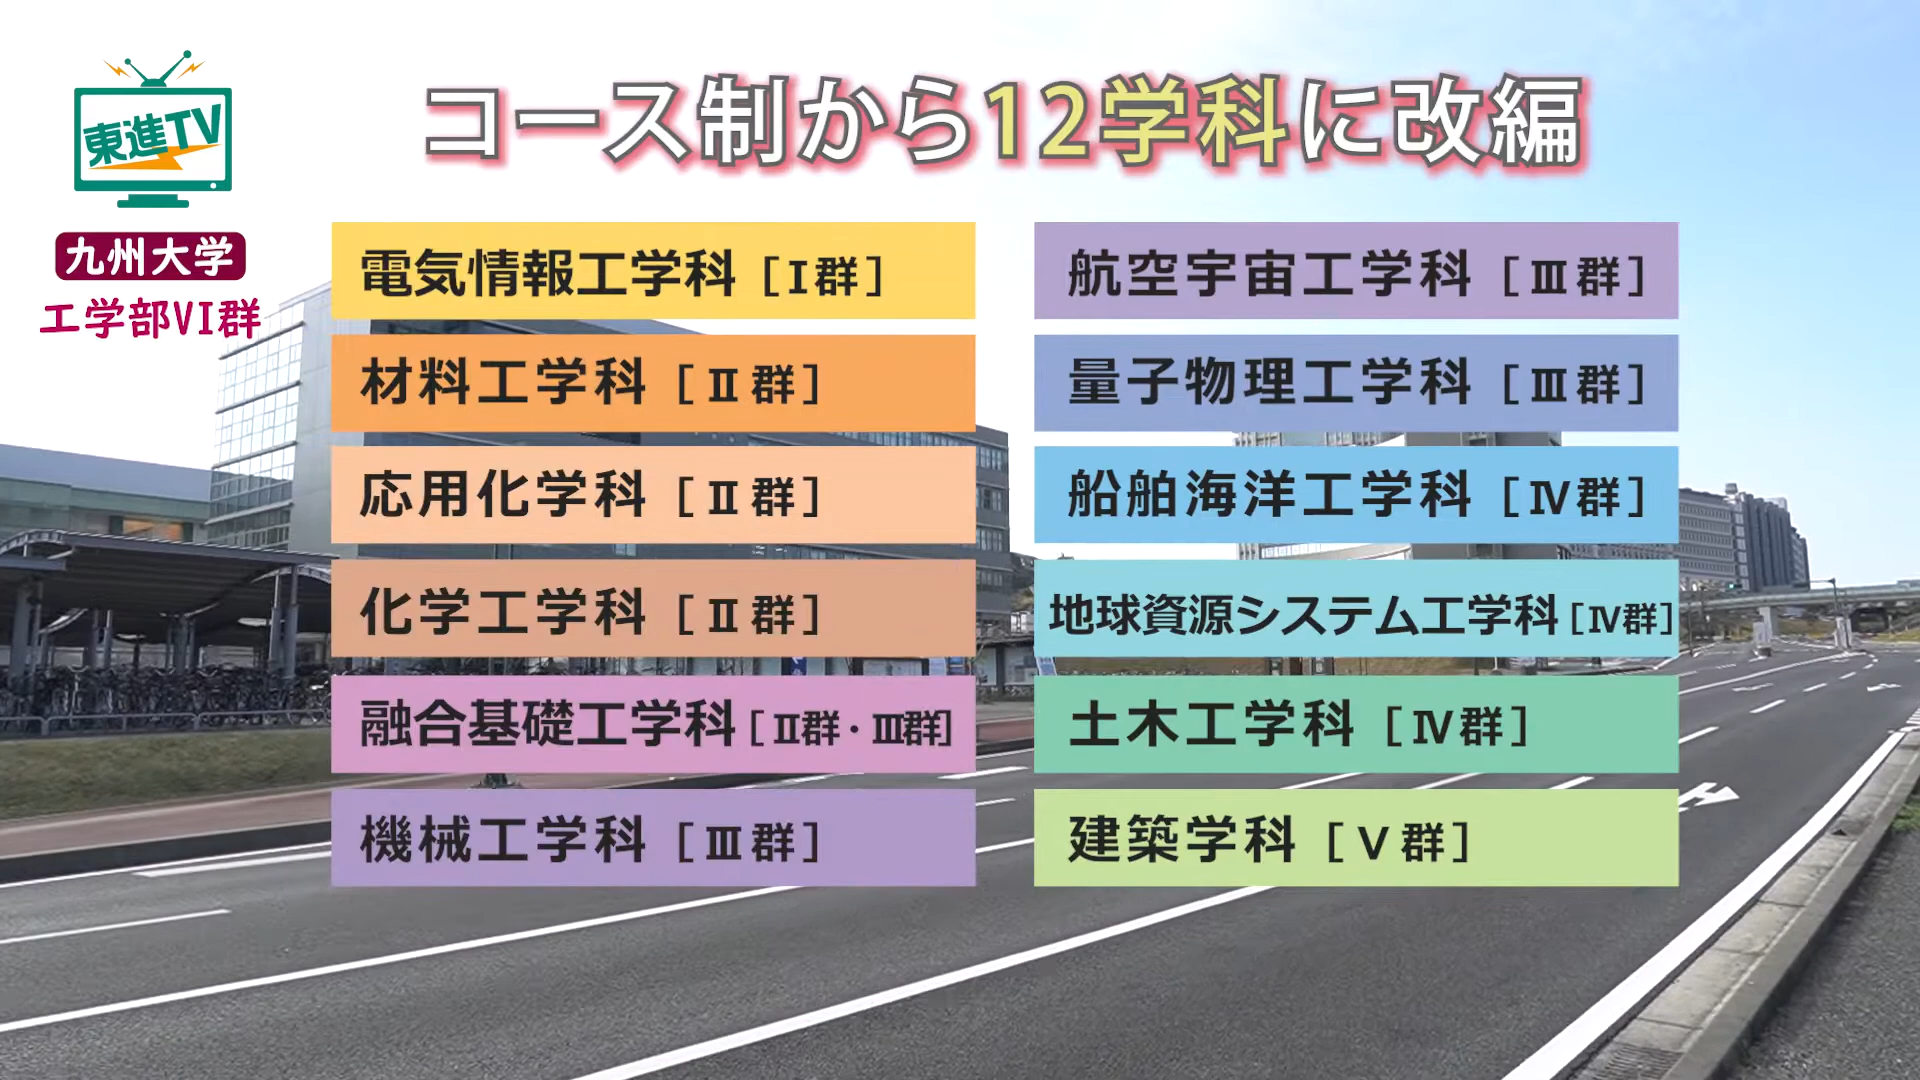 東進TV
九州大学
工学部VI群
コース制から12学科に改編
電気情報工学科 [Ⅰ群]
材料工学科 [Ⅱ群]
応用化学科 [Ⅱ群]
化学工学科 [Ⅱ群]
融合基礎工学科 [Ⅱ群・Ⅲ群]
機械工学科 [Ⅲ群]
航空宇宙工学科 [Ⅲ群]
量子物理工学科 [Ⅲ群]
船舶海洋工学科 [Ⅳ群]
地球資源システム工学科 [Ⅳ群]
土木工学科 [Ⅳ群]
建築学科 [Ⅴ群]